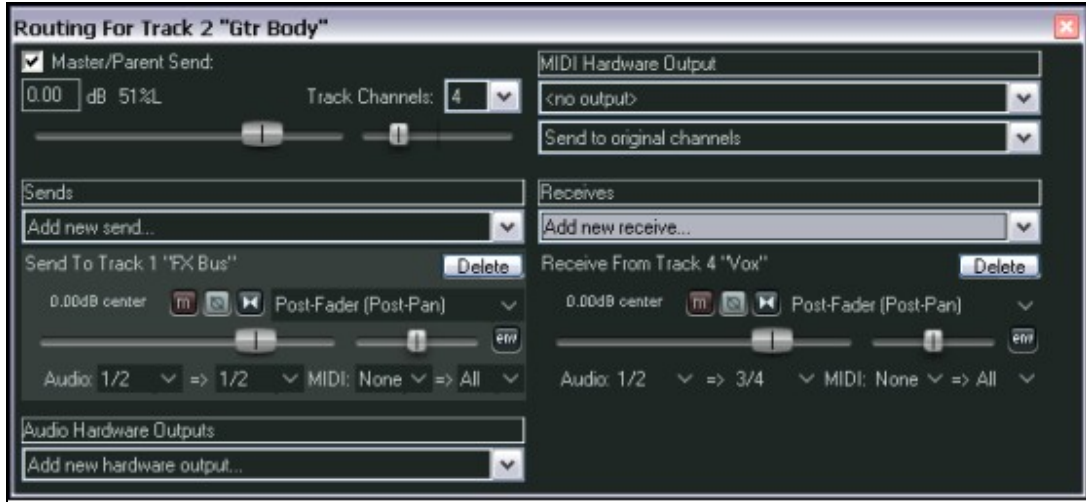 Routing For Track 2 "Gtr Body"
Master/Parent Send:
0.00 dB 51%L Track Channels: 4
MIDI Hardware Output
<no output>
Send to original channels
Sends
Add new send...
Send To Track 1 "FX Bus" Delete
0.00dB center m Post-Fader (Post-Pan)
env
Audio: 1/2 => 1/2 MIDI: None => All
Receives
Add new receive...
Receive From Track 4 "Vox" Delete
0.00dB center m Post-Fader (Post-Pan)
env
Audio: 1/2 => 3/4 MIDI: None => All
Audio Hardware Outputs
Add new hardware output...